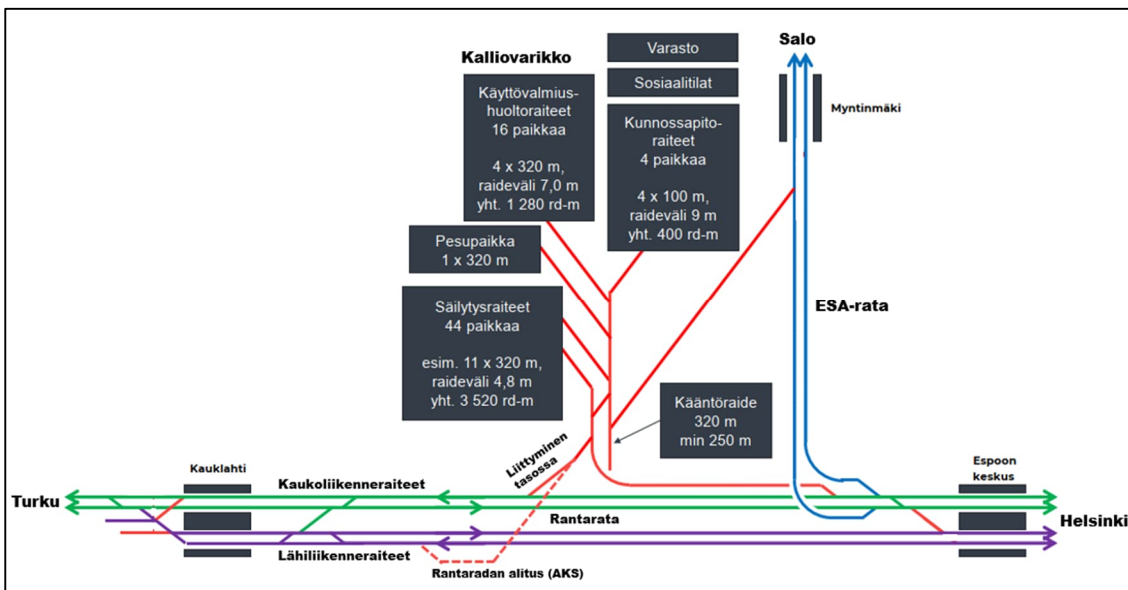 Kalliovarikko
Käyttövalmius-
huoltoraiteet
16 paikkaa
4 x 320 m,
raideväli 7,0 m
yht. 1 280 rd-m
Varasto
Sosiaalitilat
Kunnossapito-
raiteet
4 paikkaa
4 x 100 m,
raideväli 9 m
yht. 400 rd-m
Salo
Myntinmäki
Pesupaikka
1 x 320 m
Säilytysraiteet
44 paikkaa
esim. 11 x 320 m,
raideväli 4,8 m
yht. 3 520 rd-m
ESA-rata
Kääntöraide
320 m
min 250 m
Liittyminen
tasossa
Kauklahti
Espoon
keskus
Kaukoliikenneraiteet
Turku
Rantarata
Helsinki
Lähiliikenneraiteet
Rantaradan alitus (AKS)